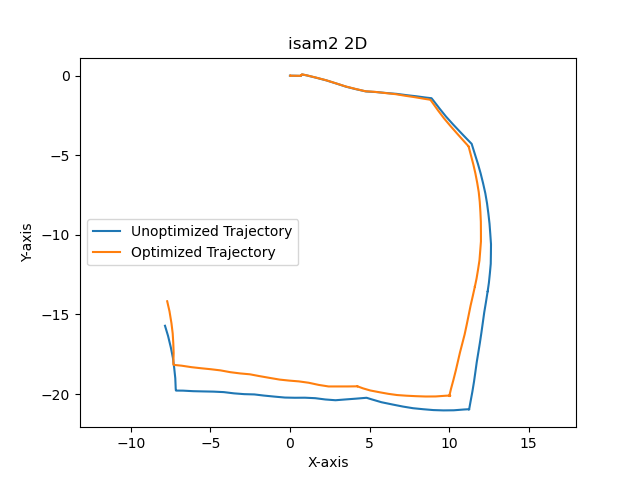 isam2 2D
0
−5
−10
−15
−20
Y-axis
Unoptimized Trajectory
Optimized Trajectory
−10
−5
0
5
10
15
X-axis